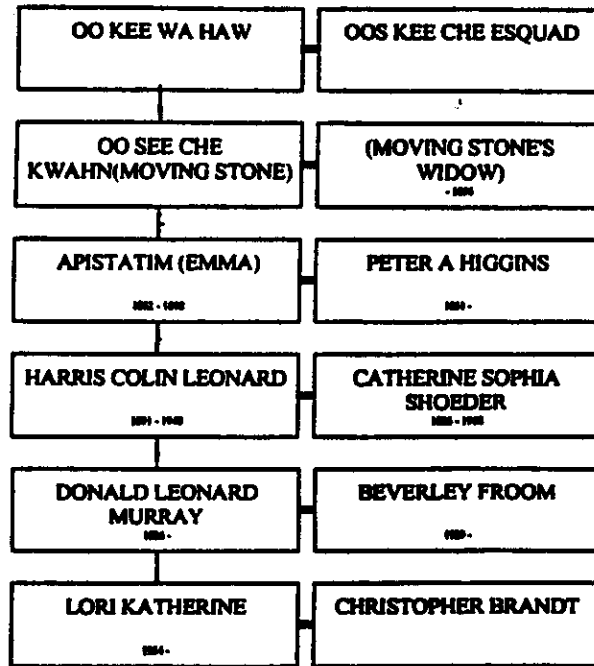 OO KEE WA HAW
OOS KEE CHE ESQUAD
OO SEE CHE
KWAHN(MOVING STONE)
(MOVING STONE'S
WIDOW)
APISTATIM (EMMA)
PETER A HIGGINS
HARRIS COLIN LEONARD
CATHERINE SOPHIA
SHOEDER
DONALD LEONARD
MURRAY
BEVERLEY FROOM
LORI KATHERINE
CHRISTOPHER BRANDT